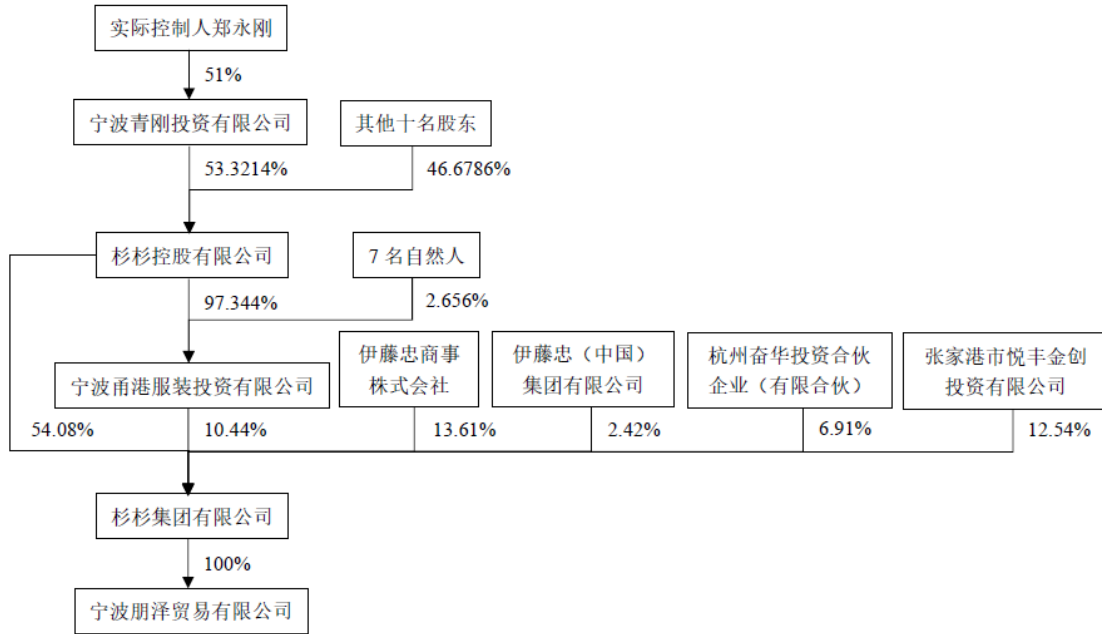 实际控制人郑永刚
51%
宁波青刚投资有限公司
其他十名股东
53.3214%
46.6786%
杉杉控股有限公司
7 名自然人
97.344%
2.656%
宁波甬港服装投资有限公司
伊藤忠商事
株式会社
伊藤忠（中国）
集团有限公司
杭州奋华投资合伙
企业（有限合伙）
张家港市悦丰金创
投资有限公司
54.08%
10.44%
13.61%
2.42%
6.91%
12.54%
杉杉集团有限公司
100%
宁波朋泽贸易有限公司